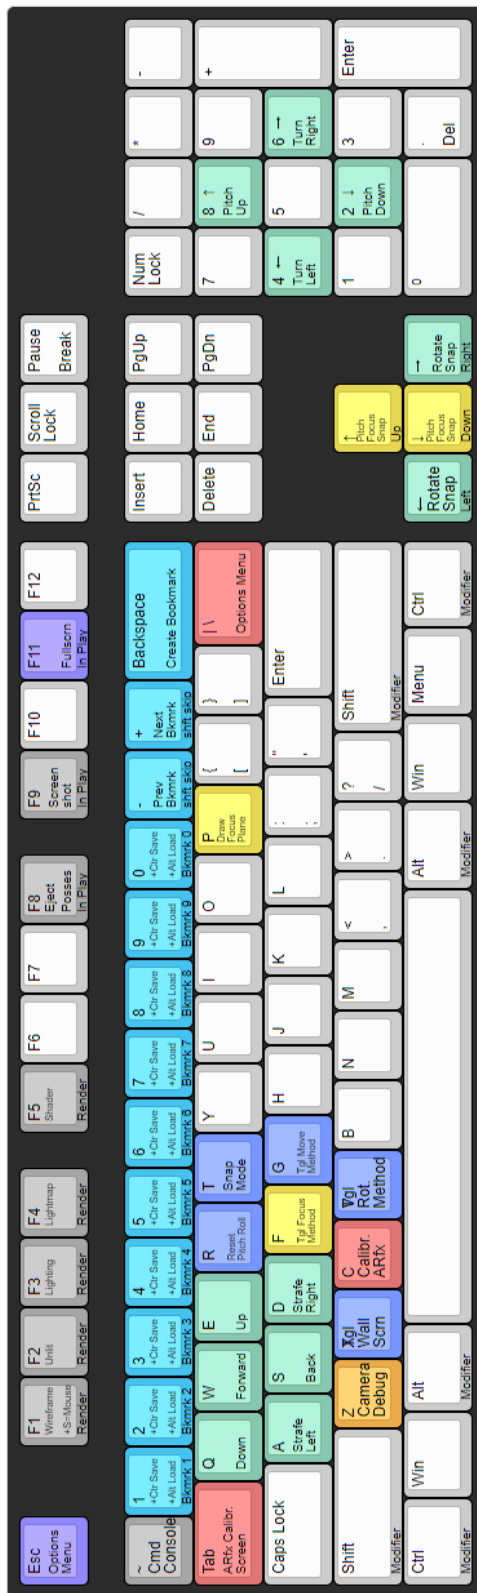 Esc
Options
Menu
F1
Wireframe
+S=Mouse
Render
F2
Unlit
Render
F3
Lighting
Render
F4
Lightmap
Render
F5
Shader
Render
F6
F7
F8
Eject
Posses
In Play
F9
Screen
shot
In Play
F10
F11
Fullscrn
In Play
F12
PrtSc
Scroll
Lock
Pause
Break
~
Cmd
Console
1
+Ctr Save
+Alt Load
Bkmrk 1
2
+Ctr Save
+Alt Load
Bkmrk 2
3
+Ctr Save
+Alt Load
Bkmrk 3
4
+Ctr Save
+Alt Load
Bkmrk 4
5
+Ctr Save
+Alt Load
Bkmrk 5
6
+Ctr Save
+Alt Load
Bkmrk 6
7
+Ctr Save
+Alt Load
Bkmrk 7
8
+Ctr Save
+Alt Load
Bkmrk 8
9
+Ctr Save
+Alt Load
Bkmrk 9
0
+Ctr Save
+Alt Load
Bkmrk 0
-
Prev
Bkmrk
shft skip
+
Next
Bkmrk
shft skip
Backspace
Create Bookmark
Insert
Home
PgUp
Num
Lock
/
*
-
Tab
ARfx Calibr.
Screen
Q
Down
W
Forward
E
Up
R
Reset
Pitch Roll
T
Snap
Mode
Y
U
I
O
P
Draw
Focus
Plane
{
[
}
]
| \
Options Menu
Delete
End
PgDn
7
8 ↑
Pitch
Up
9
+
Caps Lock
A
Strafe
Left
S
Back
D
Strafe
Right
F
Tgl Focus
Method
G
Tgl Move
Method
H
J
K
L
:
;
"
'
Enter
4 ←
Turn
Left
5
6 →
Turn
Right
Shift
Modifier
Z
Camera
Debug
X
Tgl
Wall
Scrn
C
Calibr.
ARfx
V
Tgl
Rot.
Method
B
N
M
<
,
>
.
?
/
Shift
Modifier
↑
Pitch
Focus
Snap
Up
1
2 ↓
Pitch
Down
3
Enter
Ctrl
Modifier
Win
Alt
Modifier
Alt
Modifier
Win
Menu
Ctrl
Modifier
←
Rotate
Snap
Left
↓
Pitch
Focus
Snap
Down
→
Rotate
Snap
Right
0
.
Del